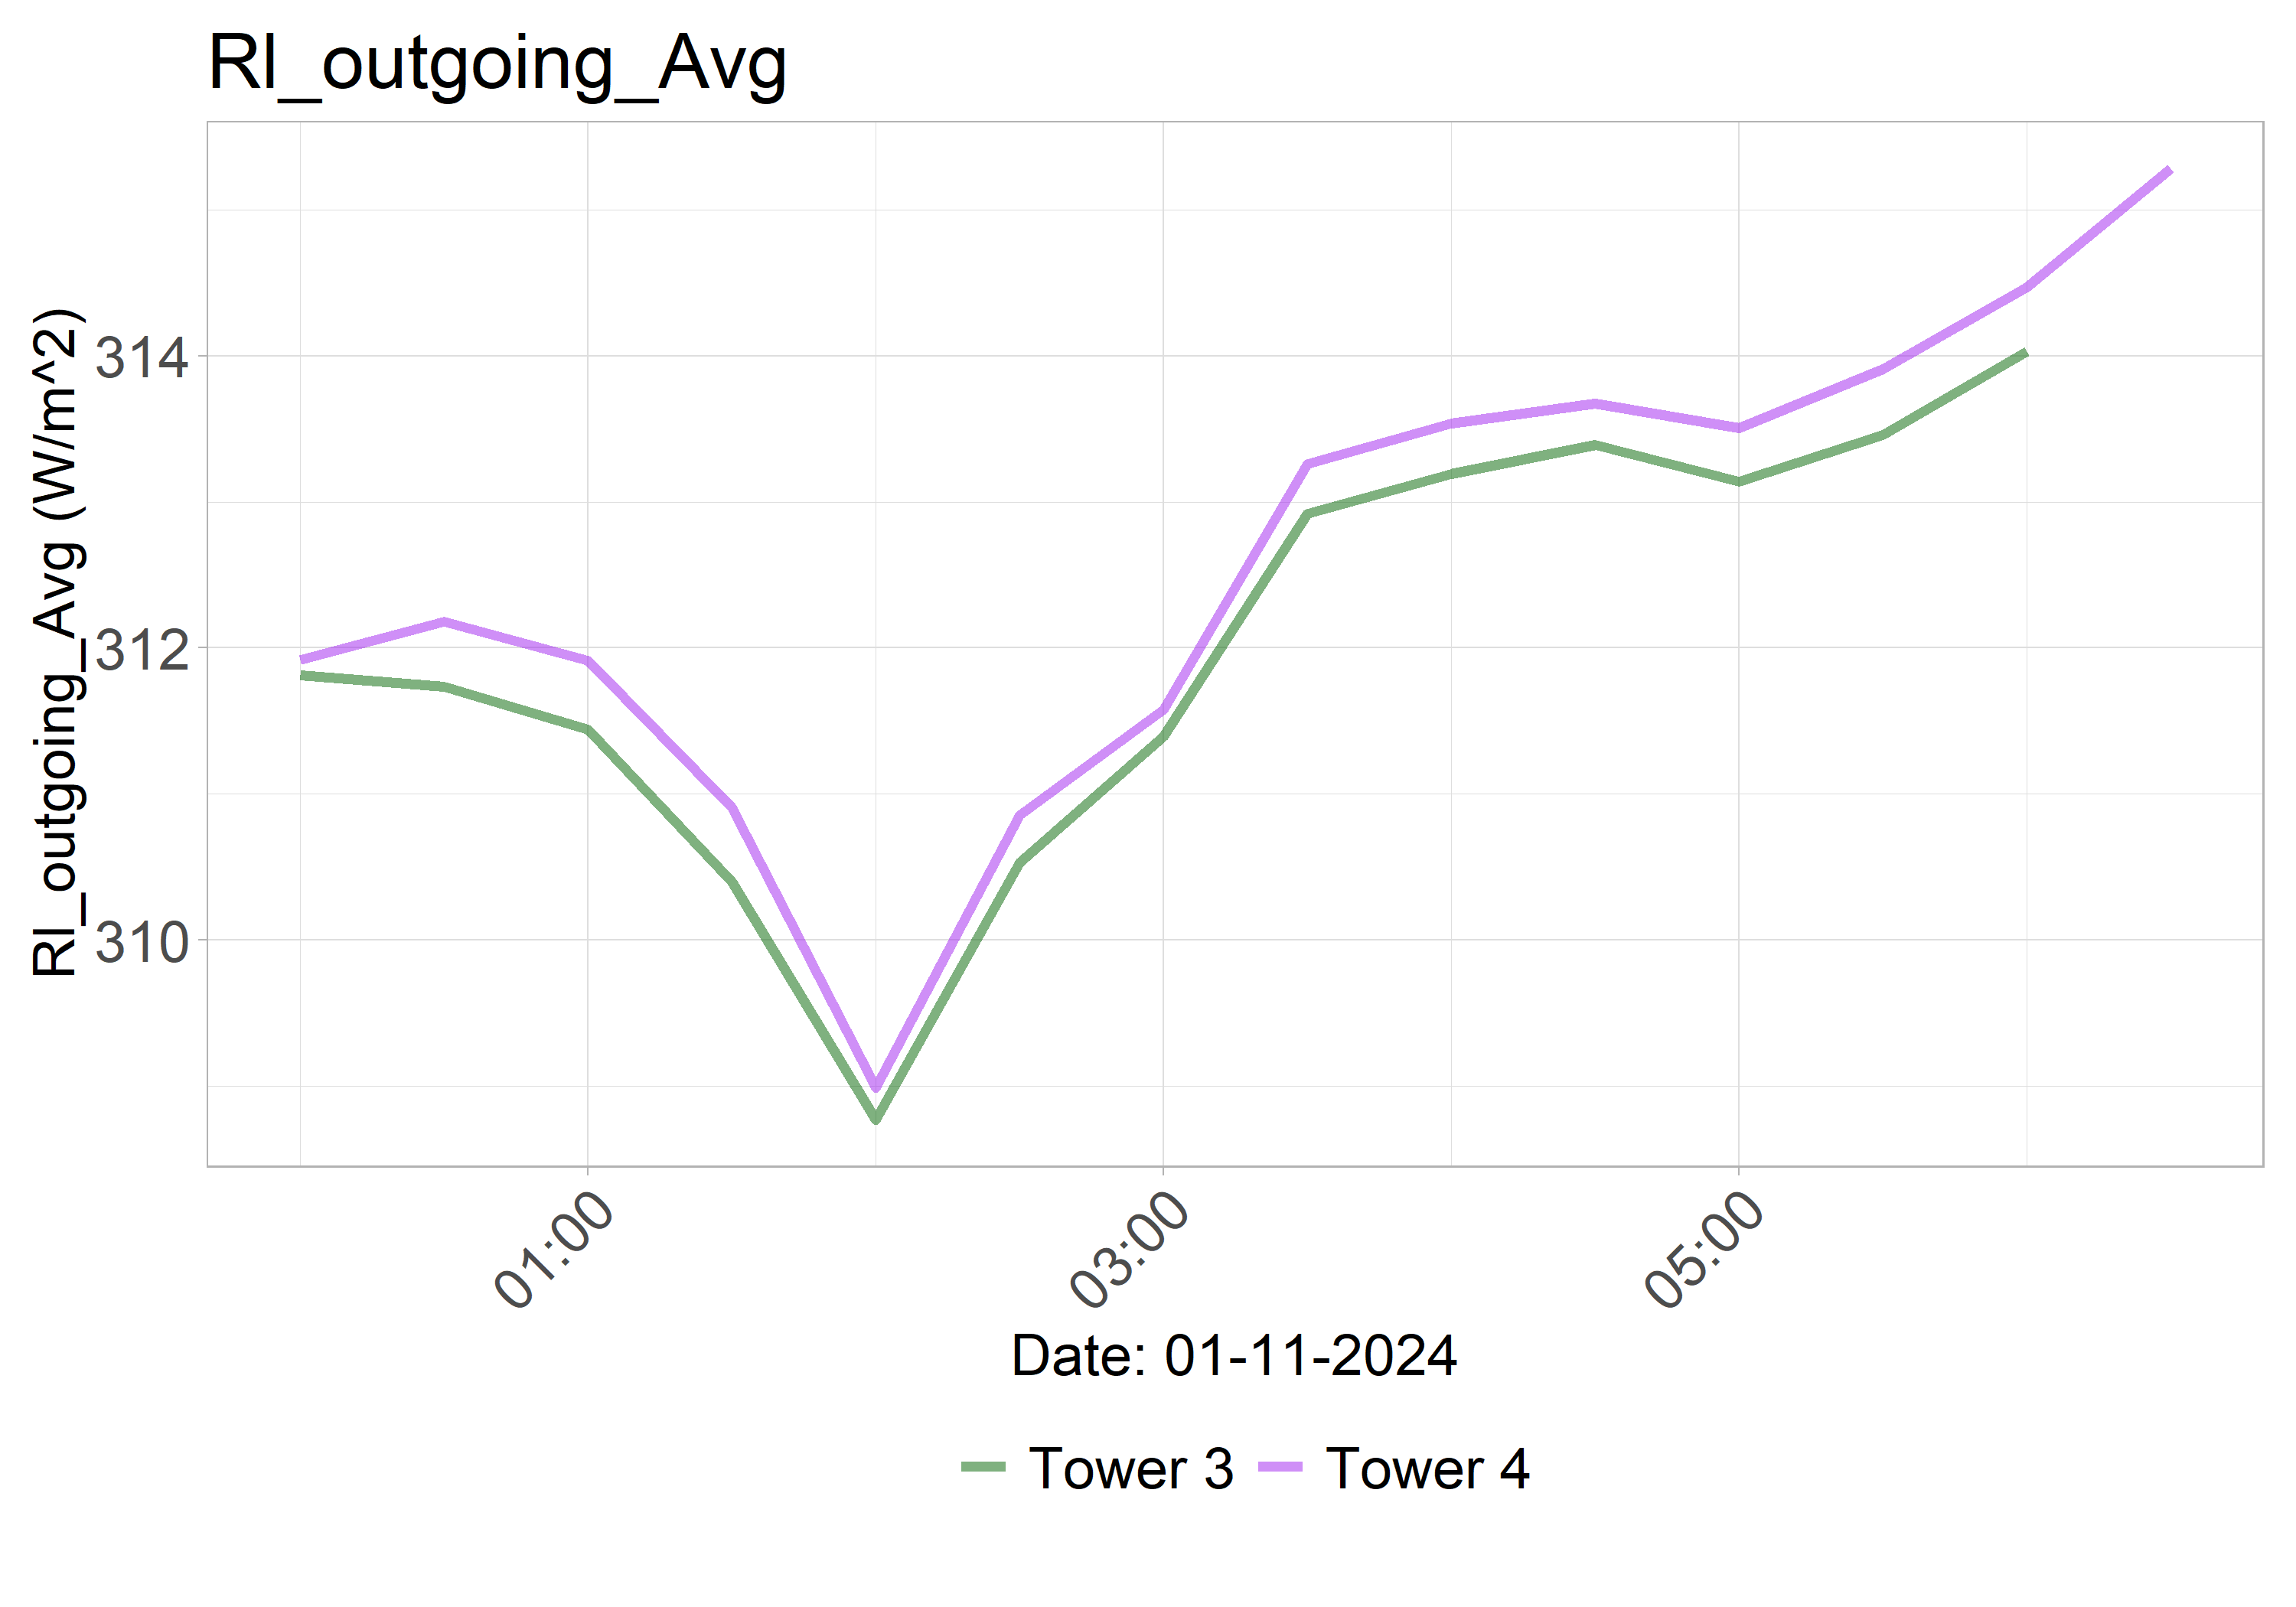 Rl_outgoing_Avg
Rl_outgoing_Avg (W/m^2)
314
312
310
01:00
03:00
05:00
Date: 01-11-2024
Tower 3
Tower 4